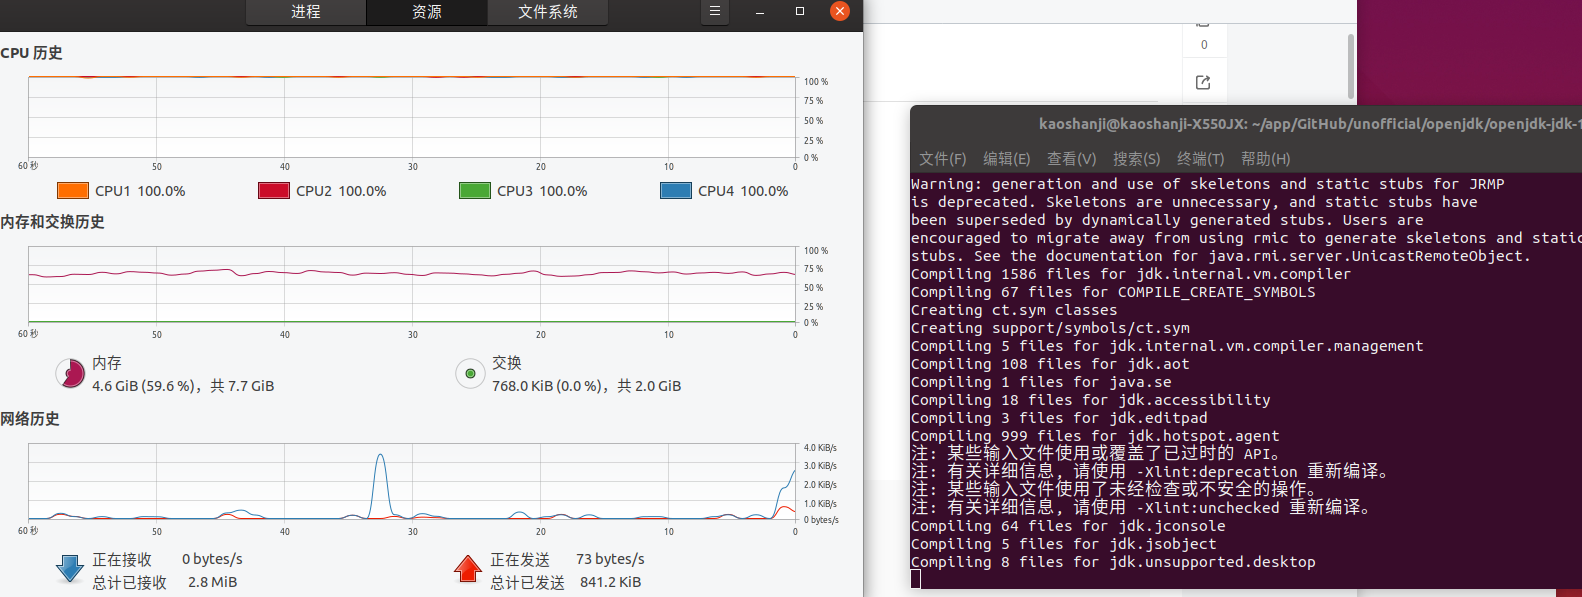 进程 资源 文件系统
CPU 历史
100 %
75 %
50 %
25 %
0 %
60 秒 50 40 30 20 10 0
CPU1 100.0% CPU2 100.0% CPU3 100.0% CPU4 100.0%
内存和交换历史
100 %
75 %
50 %
25 %
0 %
60 秒 50 40 30 20 10 0
内存
4.6 GiB (59.6 %)，共 7.7 GiB
交换
768.0 KiB (0.0 %)，共 2.0 GiB
网络历史
4.0 KiB/s
3.0 KiB/s
2.0 KiB/s
1.0 KiB/s
0 bytes/s
60 秒 50 40 30 20 10 0
正在接收 0 bytes/s
总计已接收 2.8 MiB
正在发送 73 bytes/s
总计已发送 841.2 KiB
0
kaoshanji@kaoshanji-X550JX: ~/app/GitHub/unofficial/openjdk/openjdk-jdk-1
文件(F) 编辑(E) 查看(V) 搜索(S) 终端(T) 帮助(H)
Warning: generation and use of skeletons and static stubs for JRMP
is deprecated. Skeletons are unnecessary, and static stubs have
been superseded by dynamically generated stubs. Users are
encouraged to migrate away from using rmic to generate skeletons and static
stubs. See the documentation for java.rmi.server.UnicastRemoteObject.
Compiling 1586 files for jdk.internal.vm.compiler
Compiling 67 files for COMPILE_CREATE_SYMBOLS
Creating ct.sym classes
Creating support/symbols/ct.sym
Compiling 5 files for jdk.internal.vm.compiler.management
Compiling 108 files for jdk.aot
Compiling 1 files for java.se
Compiling 18 files for jdk.accessibility
Compiling 3 files for jdk.editpad
Compiling 999 files for jdk.hotspot.agent
注: 某些输入文件使用或覆盖了已过时的 API。
注: 有关详细信息, 请使用 -Xlint:deprecation 重新编译。
注: 某些输入文件使用了未经检查或不安全的操作。
注: 有关详细信息, 请使用 -Xlint:unchecked 重新编译。
Compiling 64 files for jdk.jconsole
Compiling 5 files for jdk.jsobject
Compiling 8 files for jdk.unsupported.desktop